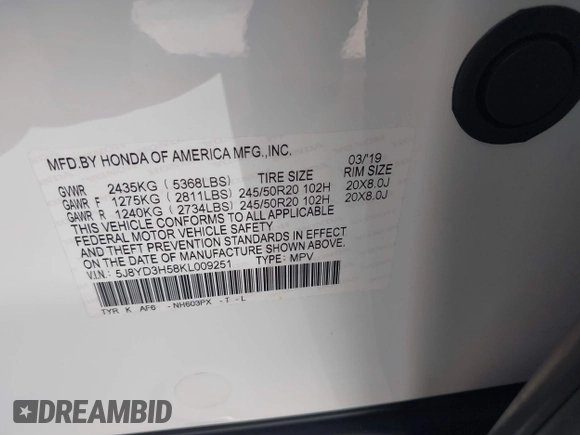 MFD.BY HONDA OF AMERICA MFG.,INC. 03/'19
TIRE SIZE RIM SIZE
GVWR 2435KG ( 5368LBS)
GAWR F 1275KG ( 2811LBS) 245/50R20 102H 20X8.0J
GAWR R 1240KG ( 2734LBS) 245/50R20 102H 20X8.0J
THIS VEHICLE CONFORMS TO ALL APPLICABLE
FEDERAL MOTOR VEHICLE SAFETY
AND THEFT PREVENTION STANDARDS IN EFFECT
ON THE DATE OF MANUFACTURE SHOWN ABOVE.
V.I.N.: 5J8YD3H58KL009251 TYPE: MPV
TYR K AF6 -NH603PX -T -L
DREAMBID